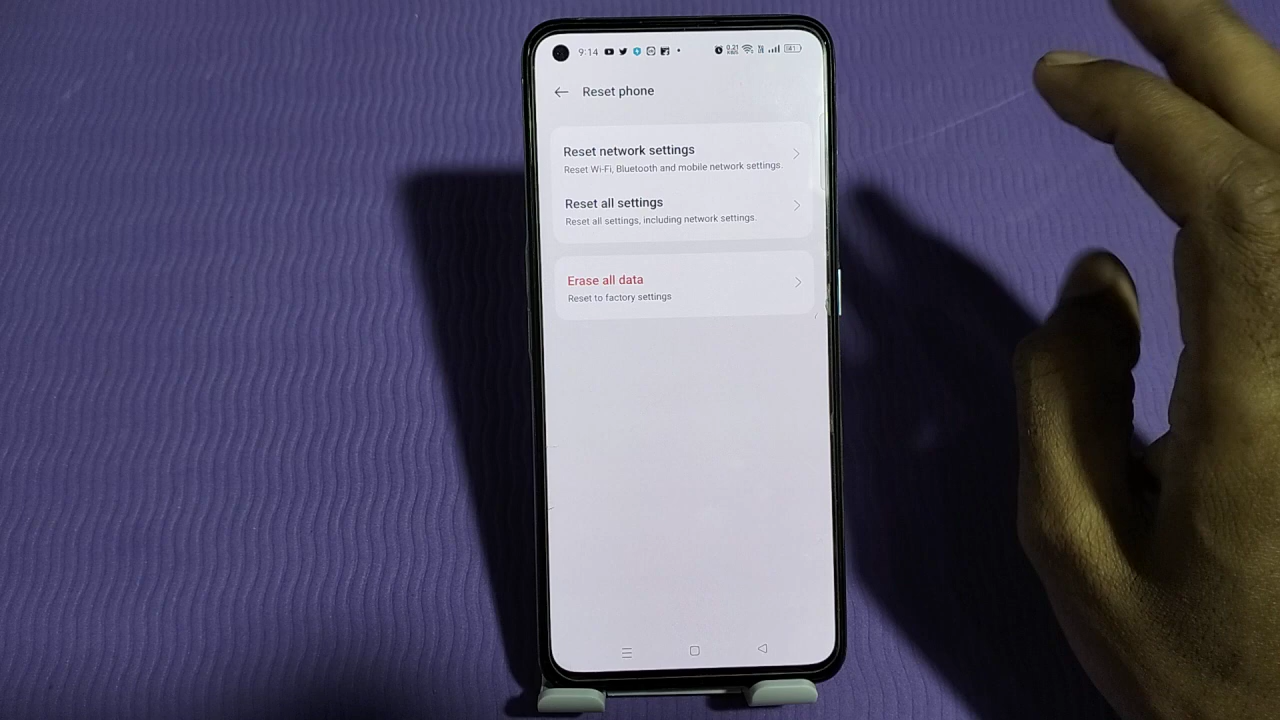 9:14
Reset phone
Reset network settings
Reset Wi-Fi, Bluetooth and mobile network settings.
Reset all settings
Reset all settings, including network settings.
Erase all data
Reset to factory settings